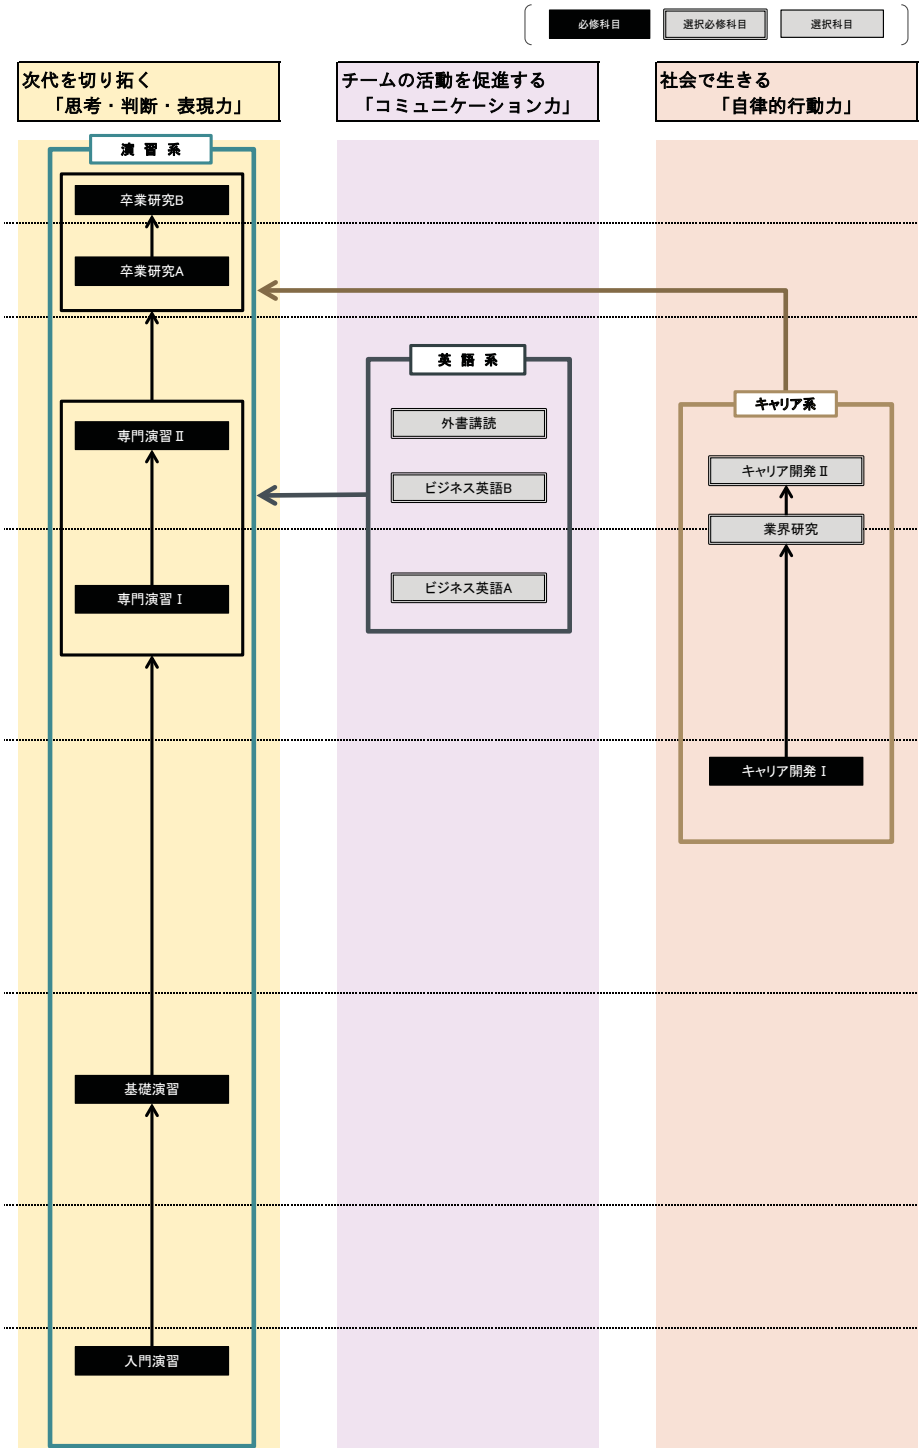 必修科目
選択必修科目
選択科目
次代を切り拓く
「思考・判断・表現力」
チームの活動を促進する
「コミュニケーション力」
社会で生きる
「自律的行動力」
演習系
卒業研究B
卒業研究A
専門演習Ⅱ
専門演習Ⅰ
基礎演習
入門演習
英語系
外書講読
ビジネス英語B
ビジネス英語A
キャリア系
キャリア開発Ⅱ
業界研究
キャリア開発Ⅰ